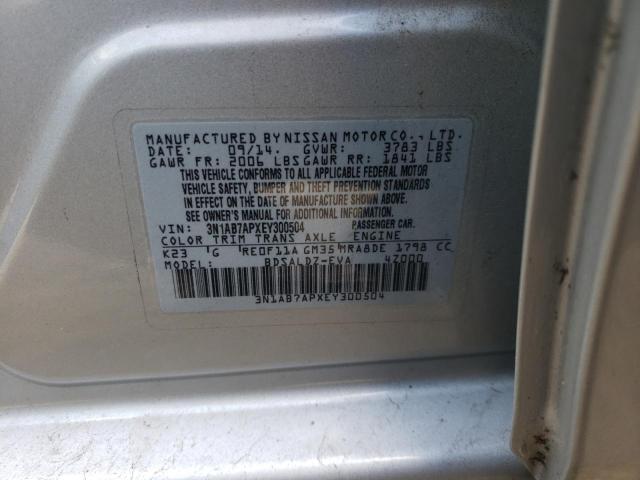 MANUFACTURED BY NISSAN MOTOR CO., LTD.
DATE: 09/14. GVWR: 3783 LBS
GAWR FR: 2006 LBS GAWR RR: 1841 LBS
THIS VEHICLE CONFORMS TO ALL APPLICABLE FEDERAL MOTOR
VEHICLE SAFETY, BUMPER AND THEFT PREVENTION STANDARDS
IN EFFECT ON THE DATE OF MANUFACTURE SHOWN ABOVE.
SEE OWNER'S MANUAL FOR ADDITIONAL INFORMATION.
VIN: 3N1AB7APXEY300504 PASSENGER CAR.
COLOR TRIM TRANS AXLE ENGINE
K23 G RE0F11A GM35 MRA8DE 1798 CC
MODEL: BDSALDZ-EVA 4Z000
3N1AB7APXEY300504